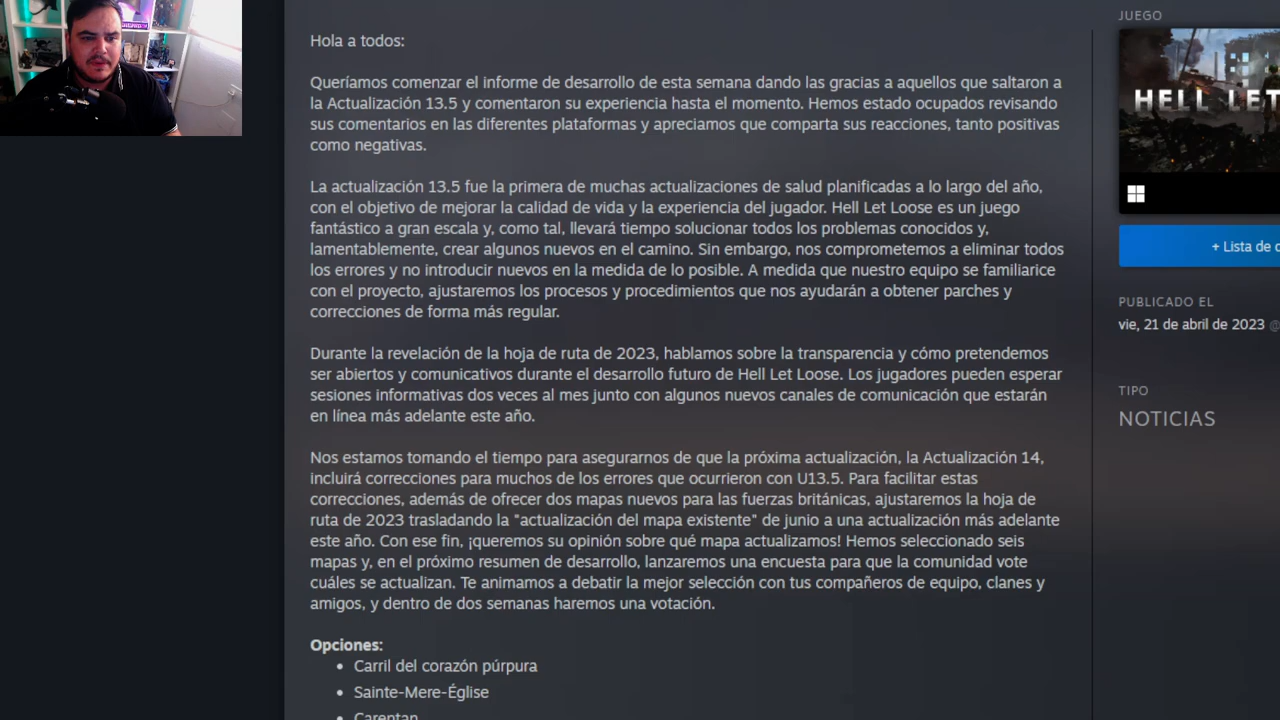 Hola a todos:
Queríamos comenzar el informe de desarrollo de esta semana dando las gracias a aquellos que saltaron a
la Actualización 13.5 y comentaron su experiencia hasta el momento. Hemos estado ocupados revisando
sus comentarios en las diferentes plataformas y apreciamos que comparta sus reacciones, tanto positivas
como negativas.
La actualización 13.5 fue la primera de muchas actualizaciones de salud planificadas a lo largo del año,
con el objetivo de mejorar la calidad de vida y la experiencia del jugador. Hell Let Loose es un juego
fantástico a gran escala y, como tal, llevará tiempo solucionar todos los problemas conocidos y,
lamentablemente, crear algunos nuevos en el camino. Sin embargo, nos comprometemos a eliminar todos
los errores y no introducir nuevos en la medida de lo posible. A medida que nuestro equipo se familiarice
con el proyecto, ajustaremos los procesos y procedimientos que nos ayudarán a obtener parches y
correcciones de forma más regular.
Durante la revelación de la hoja de ruta de 2023, hablamos sobre la transparencia y cómo pretendemos
ser abiertos y comunicativos durante el desarrollo futuro de Hell Let Loose. Los jugadores pueden esperar
sesiones informativas dos veces al mes junto con algunos nuevos canales de comunicación que estarán
en línea más adelante este año.
Nos estamos tomando el tiempo para asegurarnos de que la próxima actualización, la Actualización 14,
incluirá correcciones para muchos de los errores que ocurrieron con U13.5. Para facilitar estas
correcciones, además de ofrecer dos mapas nuevos para las fuerzas británicas, ajustaremos la hoja de
ruta de 2023 trasladando la "actualización del mapa existente" de junio a una actualización más adelante
este año. Con ese fin, ¡queremos su opinión sobre qué mapa actualizamos! Hemos seleccionado seis
mapas y, en el próximo resumen de desarrollo, lanzaremos una encuesta para que la comunidad vote
cuáles se actualizan. Te animamos a debatir la mejor selección con tus compañeros de equipo, clanes y
amigos, y dentro de dos semanas haremos una votación.
Opciones:
• Carril del corazón púrpura
• Sainte-Mere-Église
• Carentan
JUEGO
HELL LET
+ Lista de
PUBLICADO EL
vie, 21 de abril de 2023 @
TIPO
NOTICIAS